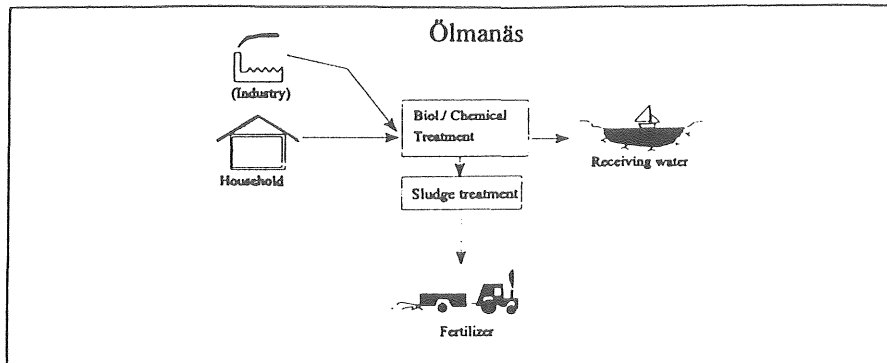 Ölmanäs
(Industry)
Biol./ Chemical
Treatment
Receiving water
Household
Sludge treatment
Fertilizer